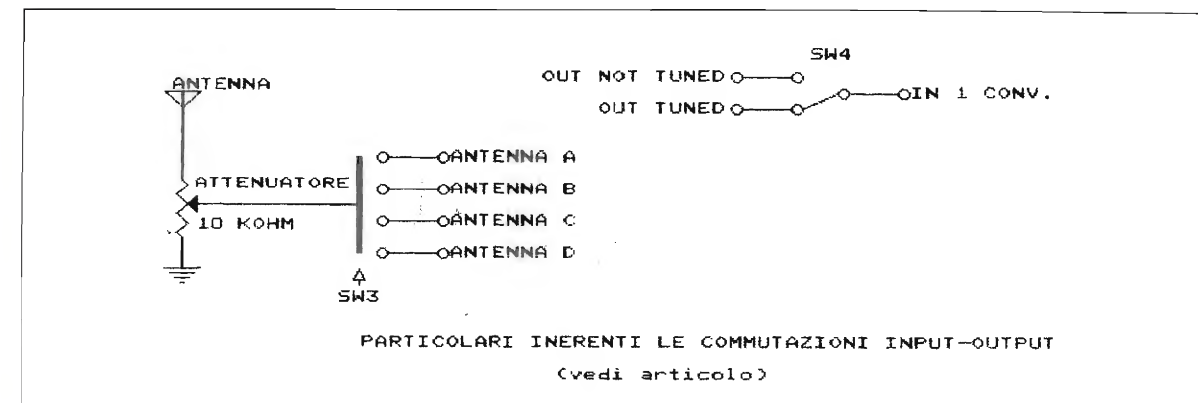 SW4
OUT NOT TUNED
OUT TUNED
IN 1 CONV.
ANTENNA
ANTENNA A
ATTENUATORE
ANTENNA B
10 KOHM
ANTENNA C
ANTENNA D
SW3
PARTICOLARI INERENTI LE COMMUTAZIONI INPUT-OUTPUT
(vedi articolo)